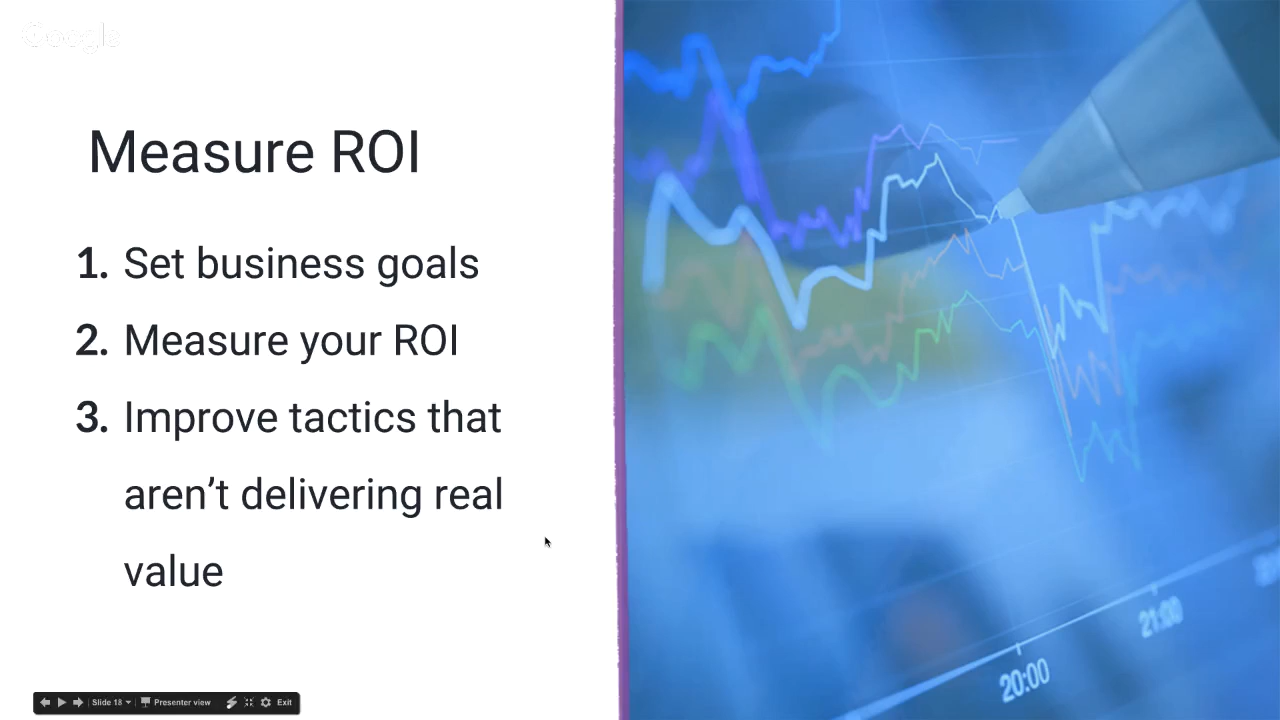 Google
Measure ROI
1. Set business goals
2. Measure your ROI
3. Improve tactics that
aren’t delivering real
value
20:00
21:00
Slide 18
Presenter view
Exit